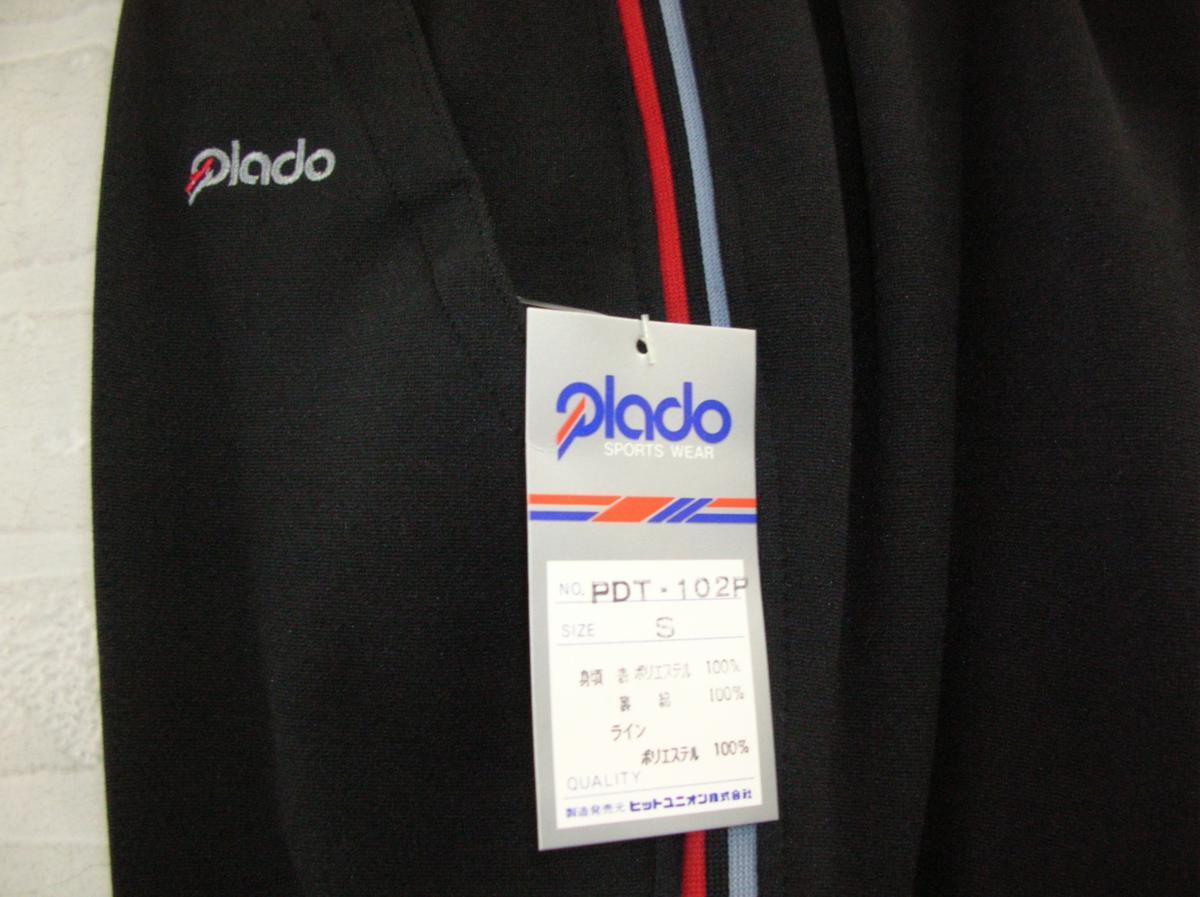 Plado
Plado
SPORTS WEAR
NO. PDT-102P
SIZE S
身頃 表 ポリエステル 100%
裏 綿 100%
ライン
ポリエステル 100%
QUALITY
製造発売元 ヒットユニオン株式会社